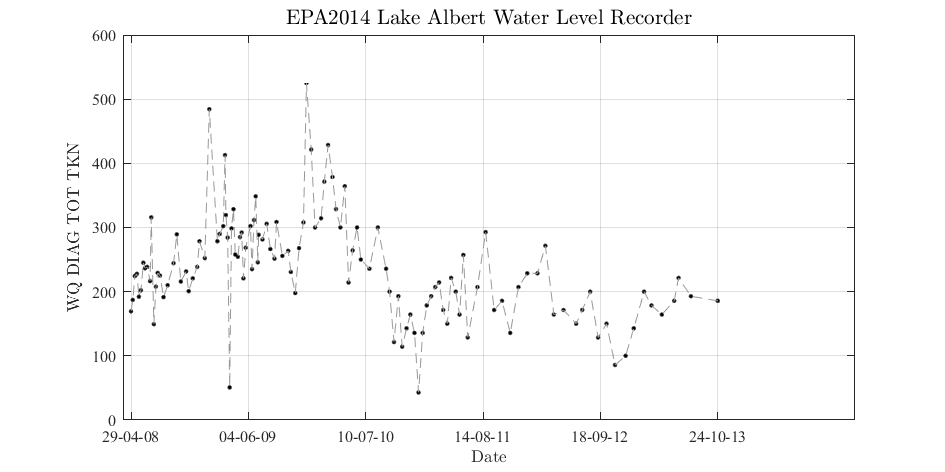 EPA2014 Lake Albert Water Level Recorder
600
500
400
300
200
100
0
WQ DIAG TOT TKN
29-04-08 04-06-09 10-07-10 14-08-11 18-09-12 24-10-13
Date